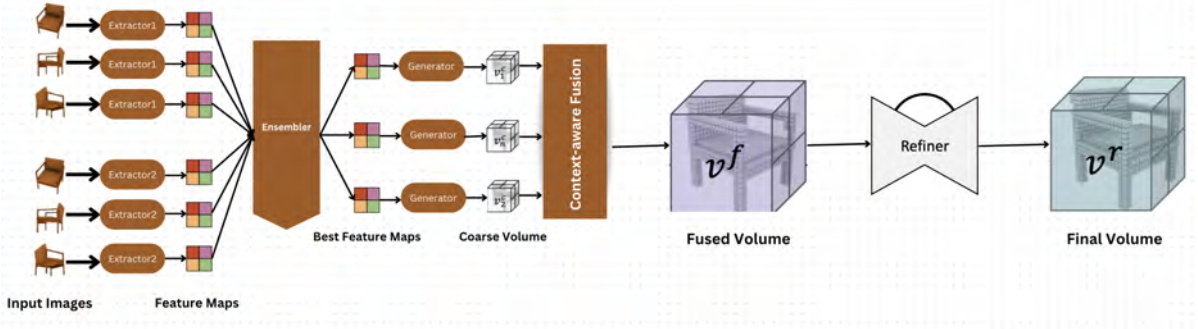 Extractor1
Extractor1
Extractor1
Extractor2
Extractor2
Extractor2
Input Images
Feature Maps
Ensembler
Best Feature Maps
Generator
Generator
Generator
Coarse Volume
Context-aware Fusion
v^f
Fused Volume
Refiner
v^r
Final Volume